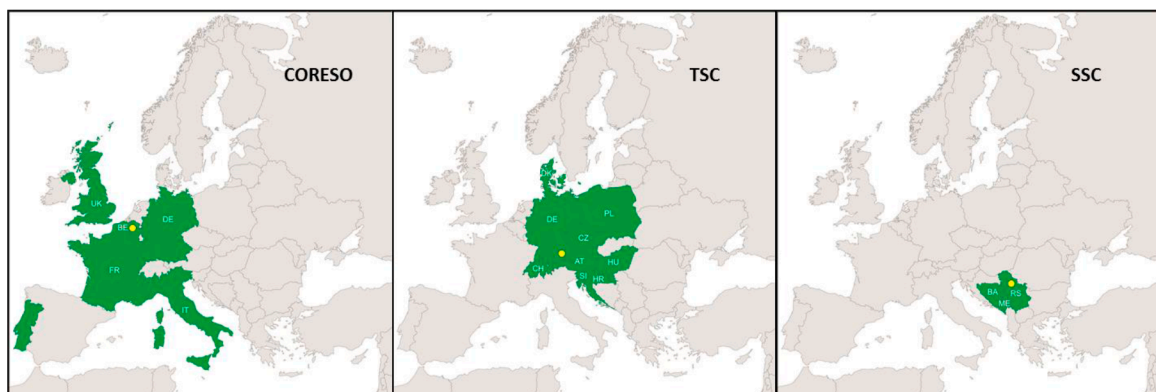 CORESO
UK
BE
DE
FR
IT
TSC
DK
DE
PL
CZ
CH
AT
HU
SI
HR
SSC
BA
RS
ME